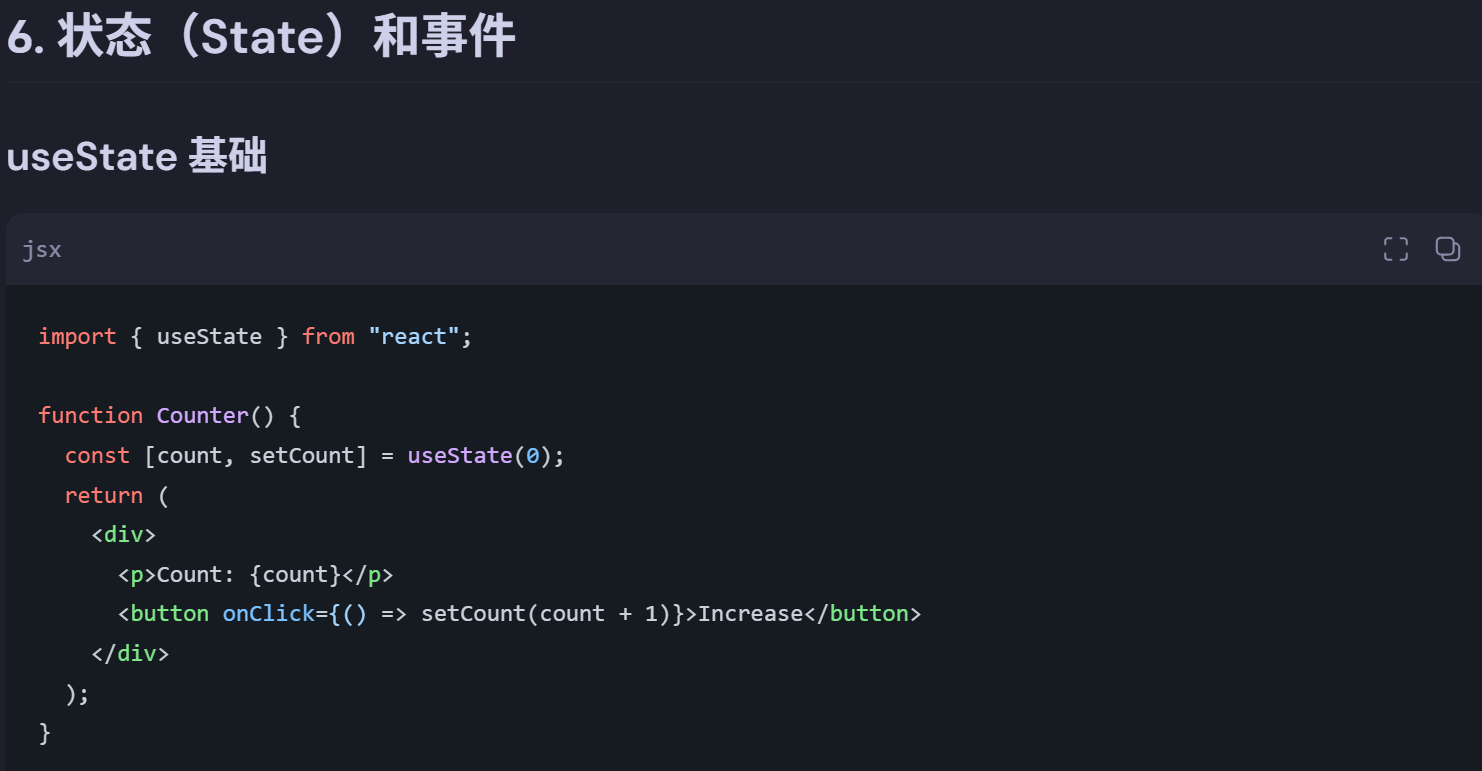 6. 状态（State）和事件
useState 基础
jsx
import { useState } from "react";
function Counter() {
  const [count, setCount] = useState(0);
  return (
    <div>
      <p>Count: {count}</p>
      <button onClick={() => setCount(count + 1)}>Increase</button>
    </div>
  );
}